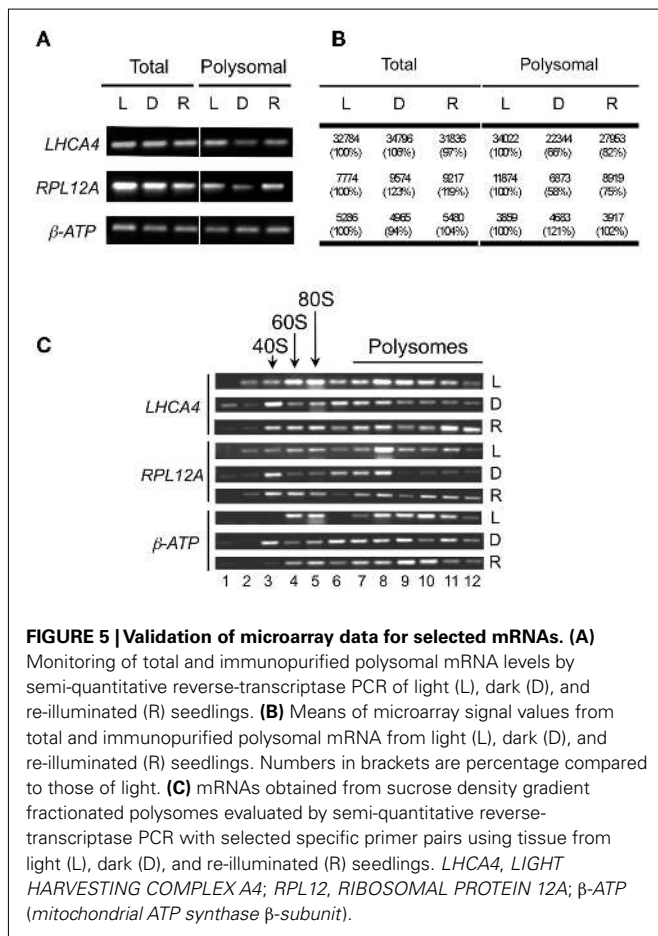 A
B
Total Polysomal
L D R L D R
LHCA4
RPL12A
β-ATP
Total Polysomal
L D R L D R
32784 34796 31836 34022 22344 27953
(100%) (106%) (97%) (100%) (66%) (82%)
7774 9574 9217 11874 6873 8919
(100%) (123%) (119%) (100%) (58%) (75%)
5286 4965 5480 3859 4683 3917
(100%) (94%) (104%) (100%) (121%) (102%)
C
80S
60S
40S
Polysomes
LHCA4
L
D
R
RPL12A
L
D
R
β-ATP
L
D
R
1 2 3 4 5 6 7 8 9 10 11 12
FIGURE 5 | Validation of microarray data for selected mRNAs. (A)
Monitoring of total and immunopurified polysomal mRNA levels by
semi-quantitative reverse-transcriptase PCR of light (L), dark (D), and
re-illuminated (R) seedlings. (B) Means of microarray signal values from
total and immunopurified polysomal mRNA from light (L), dark (D), and
re-illuminated (R) seedlings. Numbers in brackets are percentage compared
to those of light. (C) mRNAs obtained from sucrose density gradient
fractionated polysomes evaluated by semi-quantitative reverse-
transcriptase PCR with selected specific primer pairs using tissue from
light (L), dark (D), and re-illuminated (R) seedlings. LHCA4, LIGHT
HARVESTING COMPLEX A4; RPL12, RIBOSOMAL PROTEIN 12A; β-ATP
(mitochondrial ATP synthase β-subunit).